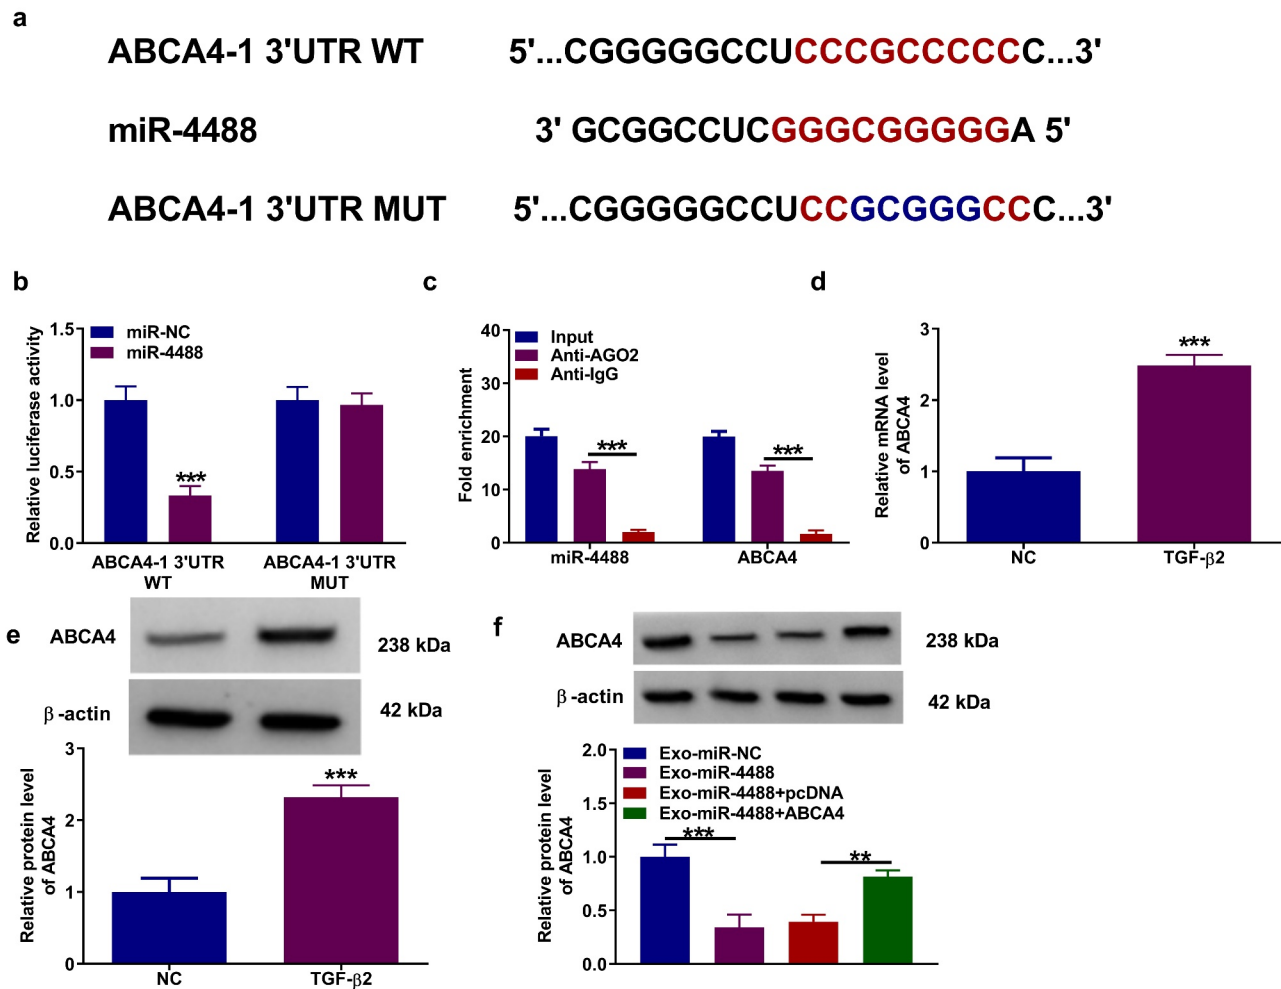 a
ABCA4-1 3'UTR WT 5'...CGGGGGCCUCCCGCCCCCC...3'
miR-4488 3' GCGGCCUCGGGCGGGGGA 5'
ABCA4-1 3'UTR MUT 5'...CGGGGGCCUCCGCGGGCCC...3'
b
1.5
miR-NC
miR-4488
Relative luciferase activity
1.0
0.5
0.0
***
ABCA4-1 3'UTR
WT
ABCA4-1 3'UTR
MUT
c
40
30
20
10
0
Fold enrichment
Input
Anti-AGO2
Anti-IgG
***
***
miR-4488
ABCA4
d
3
2
1
0
Relative mRNA level
of ABCA4
***
NC
TGF-β2
e
ABCA4
238 kDa
β-actin
42 kDa
3
2
1
0
Relative protein level
of ABCA4
***
NC
TGF-β2
f
ABCA4
238 kDa
β-actin
42 kDa
2.0
1.5
1.0
0.5
0.0
Relative protein level
of ABCA4
Exo-miR-NC
Exo-miR-4488
Exo-miR-4488+pcDNA
Exo-miR-4488+ABCA4
***
**